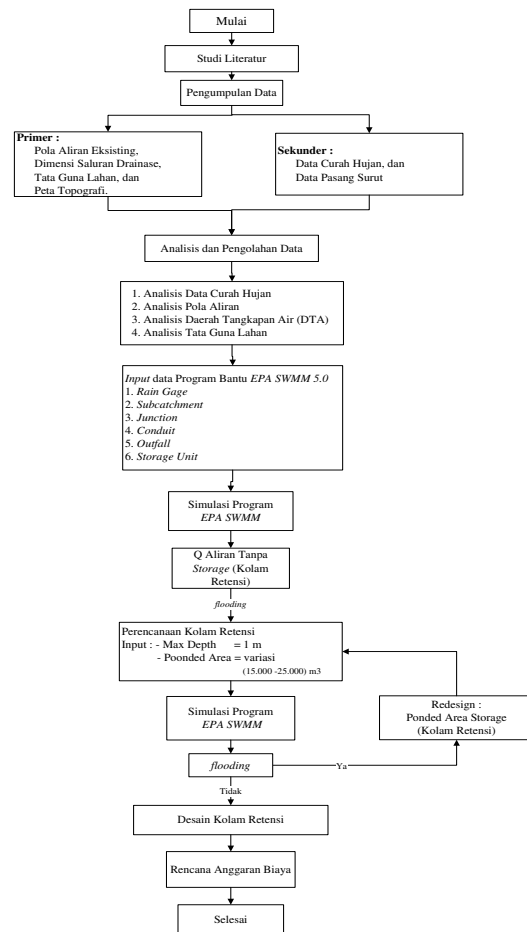 Mulai
Studi Literatur
Pengumpulan Data
Primer :
Pola Aliran Eksisting,
Dimensi Saluran Drainase,
Tata Guna Lahan, dan
Peta Topografi.
Sekunder :
Data Curah Hujan, dan
Data Pasang Surut
Analisis dan Pengolahan Data
1. Analisis Data Curah Hujan
2. Analisis Pola Aliran
3. Analisis Daerah Tangkapan Air (DTA)
4. Analisis Tata Guna Lahan
Input data Program Bantu EPA SWMM 5.0
1. Rain Gage
2. Subcatchment
3. Junction
4. Conduit
5. Outfall
6. Storage Unit
Simulasi Program
EPA SWMM
Q Aliran Tanpa
Storage (Kolam
Retensi)
flooding
Perencanaan Kolam Retensi
Input : - Max Depth = 1 m
- Poonded Area = variasi
(15.000 -25.000) m3
Simulasi Program
EPA SWMM
Redesign :
Ponded Area Storage
(Kolam Retensi)
flooding
Ya
Tidak
Desain Kolam Retensi
Rencana Anggaran Biaya
Selesai